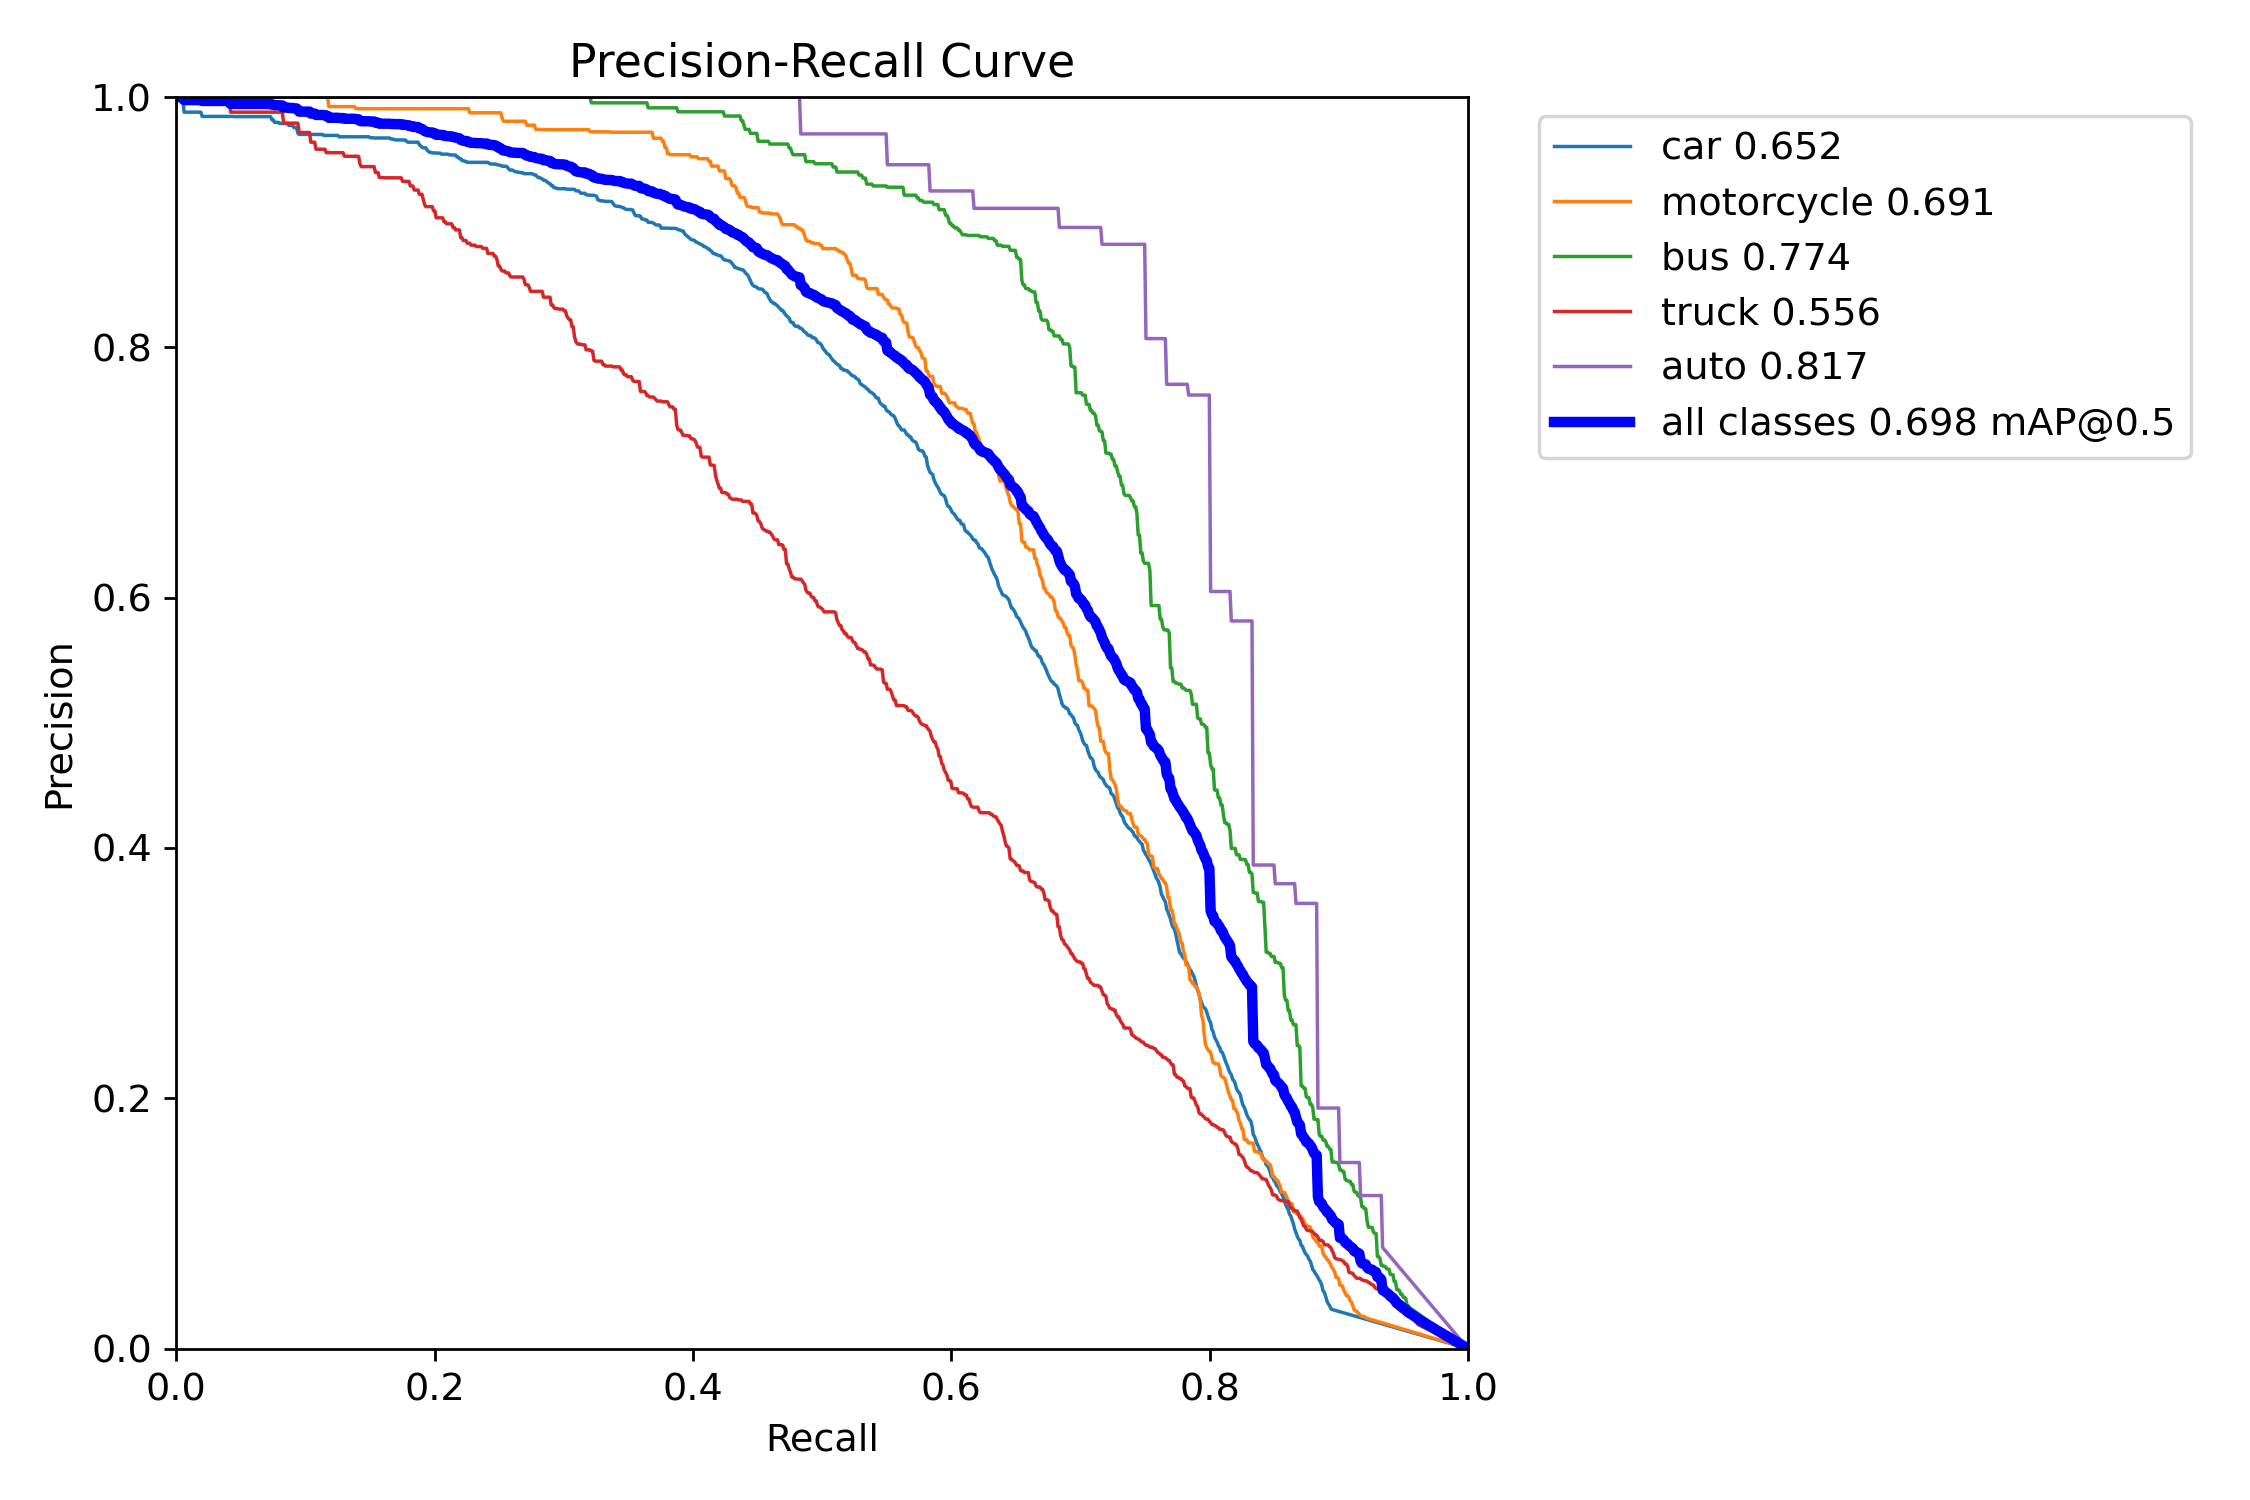 Precision-Recall Curve
1.0
0.8
0.6
0.4
0.2
0.0
Precision
0.0 0.2 0.4 0.6 0.8 1.0
Recall
car 0.652
motorcycle 0.691
bus 0.774
truck 0.556
auto 0.817
all classes 0.698 mAP@0.5